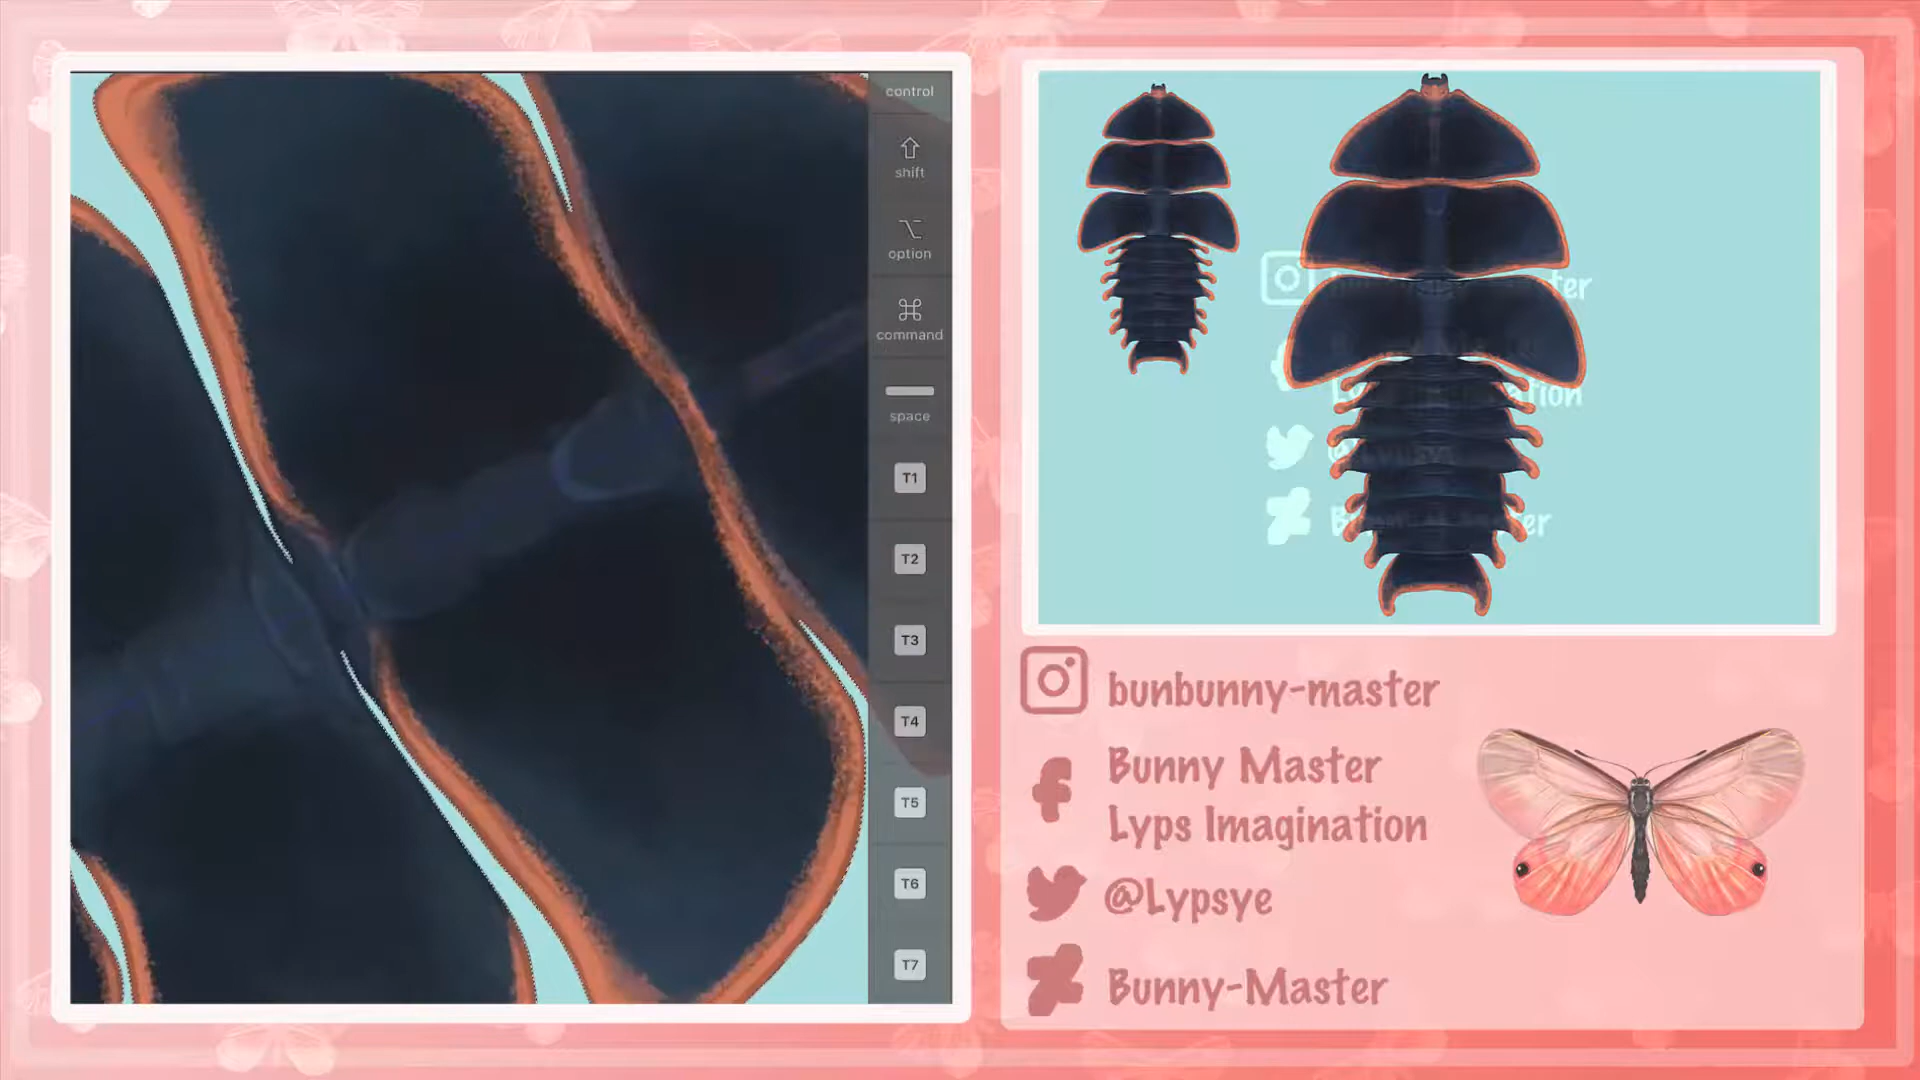 control
shift
option
command
space
T1
T2
T3
T4
T5
T6
T7
bunbunny-master
Bunny Master
Lyps Imagination
@Lypsye
Bunny-Master